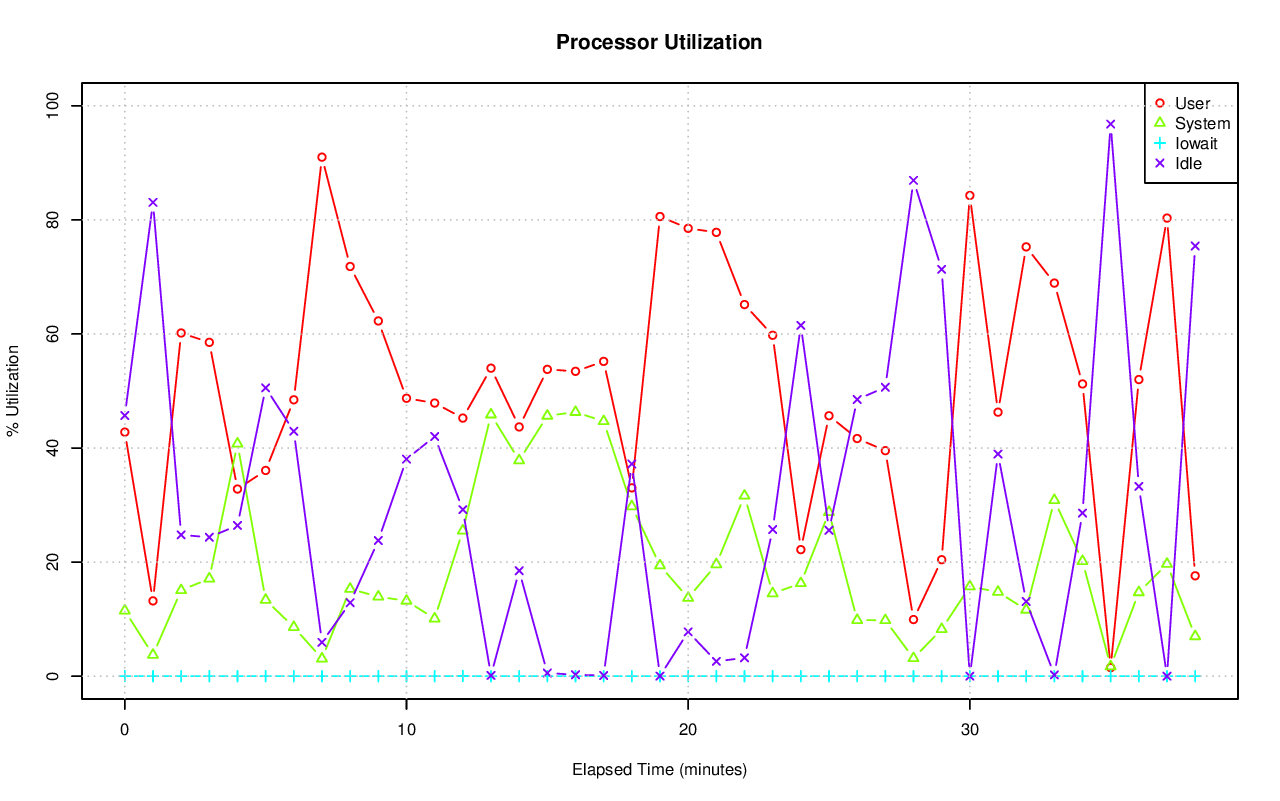 Processor Utilization
100
80
60
40
20
0
% Utilization
User
System
Iowait
Idle
0 10 20 30
Elapsed Time (minutes)